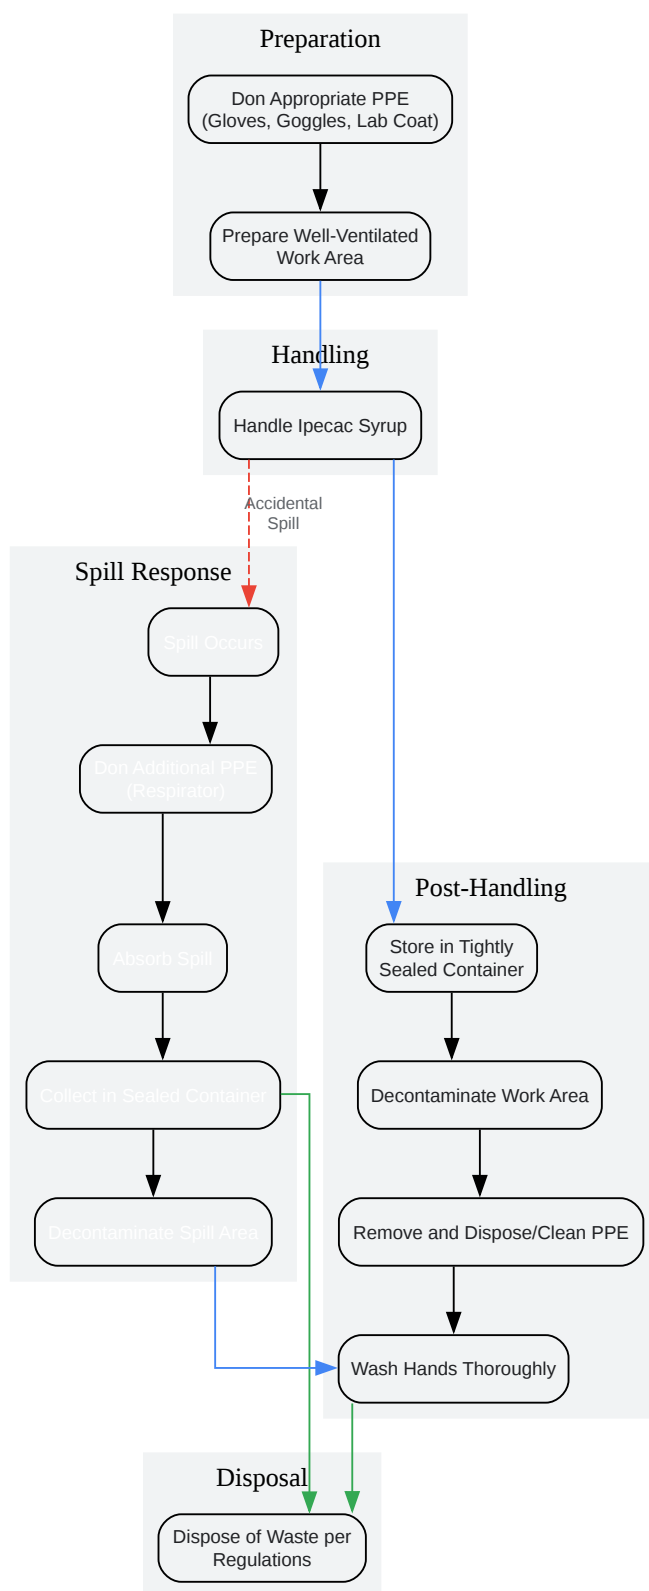 Preparation
Don Appropriate PPE
(Gloves, Goggles, Lab Coat)
Prepare Well-Ventilated
Work Area
Handling
Handle Ipecac Syrup
Accidental
Spill
Spill Response
Spill Occurs
Don Additional PPE
(Respirator)
Absorb Spill
Collect in Sealed Container
Decontaminate Spill Area
Post-Handling
Store in Tightly
Sealed Container
Decontaminate Work Area
Remove and Dispose/Clean PPE
Wash Hands Thoroughly
Disposal
Dispose of Waste per
Regulations